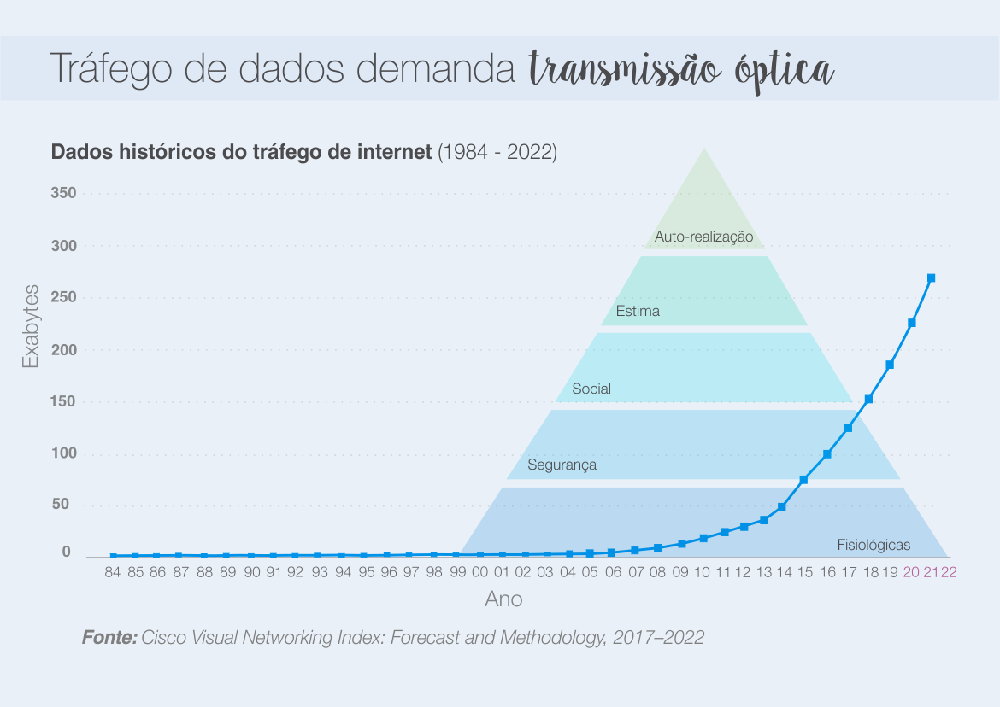 Tráfego de dados demanda transmissão óptica
Dados históricos do tráfego de internet (1984 - 2022)
350
300
250
200
150
100
50
0
Exabytes
Auto-realização
Estima
Social
Segurança
Fisiológicas
84 85 86 87 88 89 90 91 92 93 94 95 96 97 98 99 00 01 02 03 04 05 06 07 08 09 10 11 12 13 14 15 16 17 18 19 20 21 22
Ano
Fonte: Cisco Visual Networking Index: Forecast and Methodology, 2017–2022